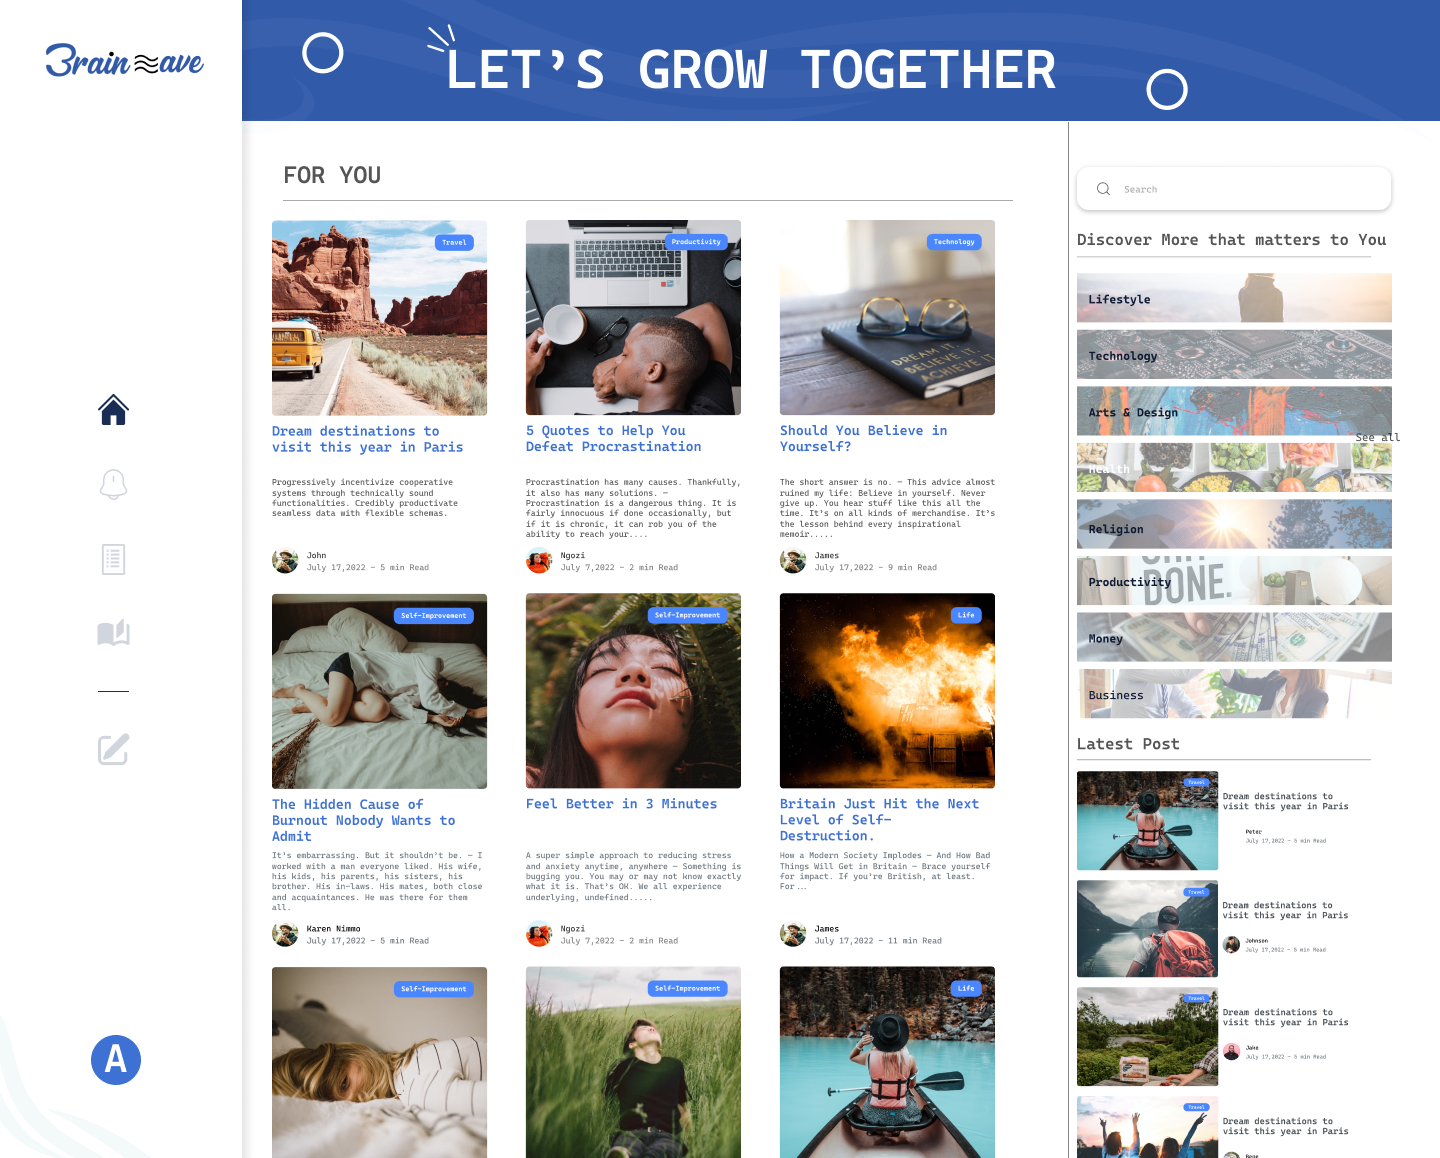 Brain ave
LET'S GROW TOGETHER
FOR YOU
Travel
Dream destinations to
visit this year in Paris
Progressively incentivize cooperative
systems through technically sound
functionalities. Credibly productivate
seamless data with flexible schemas.
John
July 17,2022 - 5 min Read
Productivity
5 Quotes to Help You
Defeat Procrastination
Procrastination has many causes. Thankfully,
it also has many solutions. —
Procrastination is a dangerous thing. It is
fairly innocuous if done occasionally, but
if it is chronic, it can rob you of the
ability to reach your....
Ngozi
July 7,2022 - 2 min Read
Technology
DREAM IT.
BELIEVE IT.
ACHIEVE IT.
Should You Believe in
Yourself?
The short answer is no. — This advice almost
ruined my life: Believe in yourself. Never
give up. You hear stuff like this all the
time. It's on all kinds of merchandise. It's
the lesson behind every inspirational
memoir.....
James
July 17,2022 - 9 min Read
Self-Improvement
The Hidden Cause of
Burnout Nobody Wants to
Admit
It's embarrassing. But it shouldn't be. — I
worked with a man everyone liked. His wife,
his kids, his parents, his sisters, his
brother. His in-laws. His mates, both close
and acquaintances. He was there for them
all.
Karen Nimmo
July 17,2022 - 5 min Read
Self-Improvement
Feel Better in 3 Minutes
A super simple approach to reducing stress
and anxiety anytime, anywhere — Something is
bugging you. You may or may not know exactly
what it is. That's OK. We all experience
underlying, undefined.....
Ngozi
July 7,2022 - 2 min Read
Life
Britain Just Hit the Next
Level of Self-
Destruction.
How a Modern Society Implodes — And How Bad
Things Will Get in Britain — Brace yourself
for impact. If you're British, at least.
For...
James
July 17,2022 - 11 min Read
Self-Improvement
Self-Improvement
Life
A
Search
Discover More that matters to You
Lifestyle
Technology
Arts & Design
See all
Health
Religion
DONE.
Productivity
Money
Business
Latest Post
Travel
Dream destinations to
visit this year in Paris
Peter
July 17,2022 - 5 min Read
Travel
Dream destinations to
visit this year in Paris
Johnson
July 17,2022 - 5 min Read
Travel
Dream destinations to
visit this year in Paris
Jake
July 17,2022 - 5 min Read
Travel
Dream destinations to
visit this year in Paris